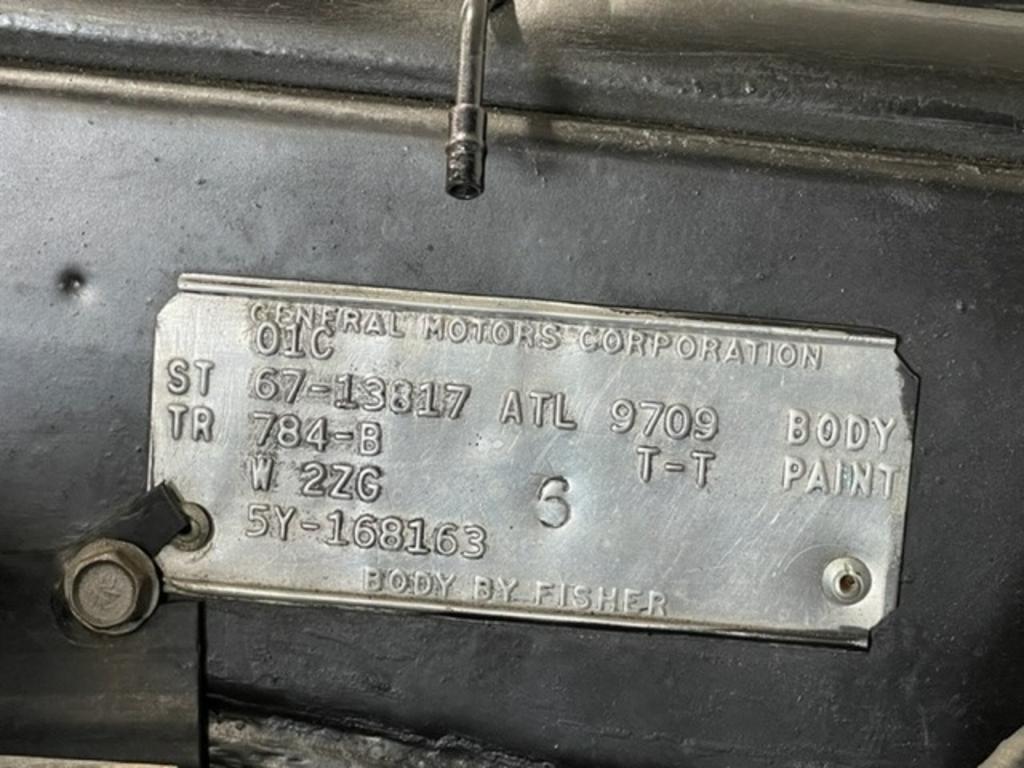 GENERAL MOTORS CORPORATION
01C
ST 67-13817 ATL 9709 BODY
TR 784-B T-T PAINT
W 2ZG 6
5Y-168163
BODY BY FISHER